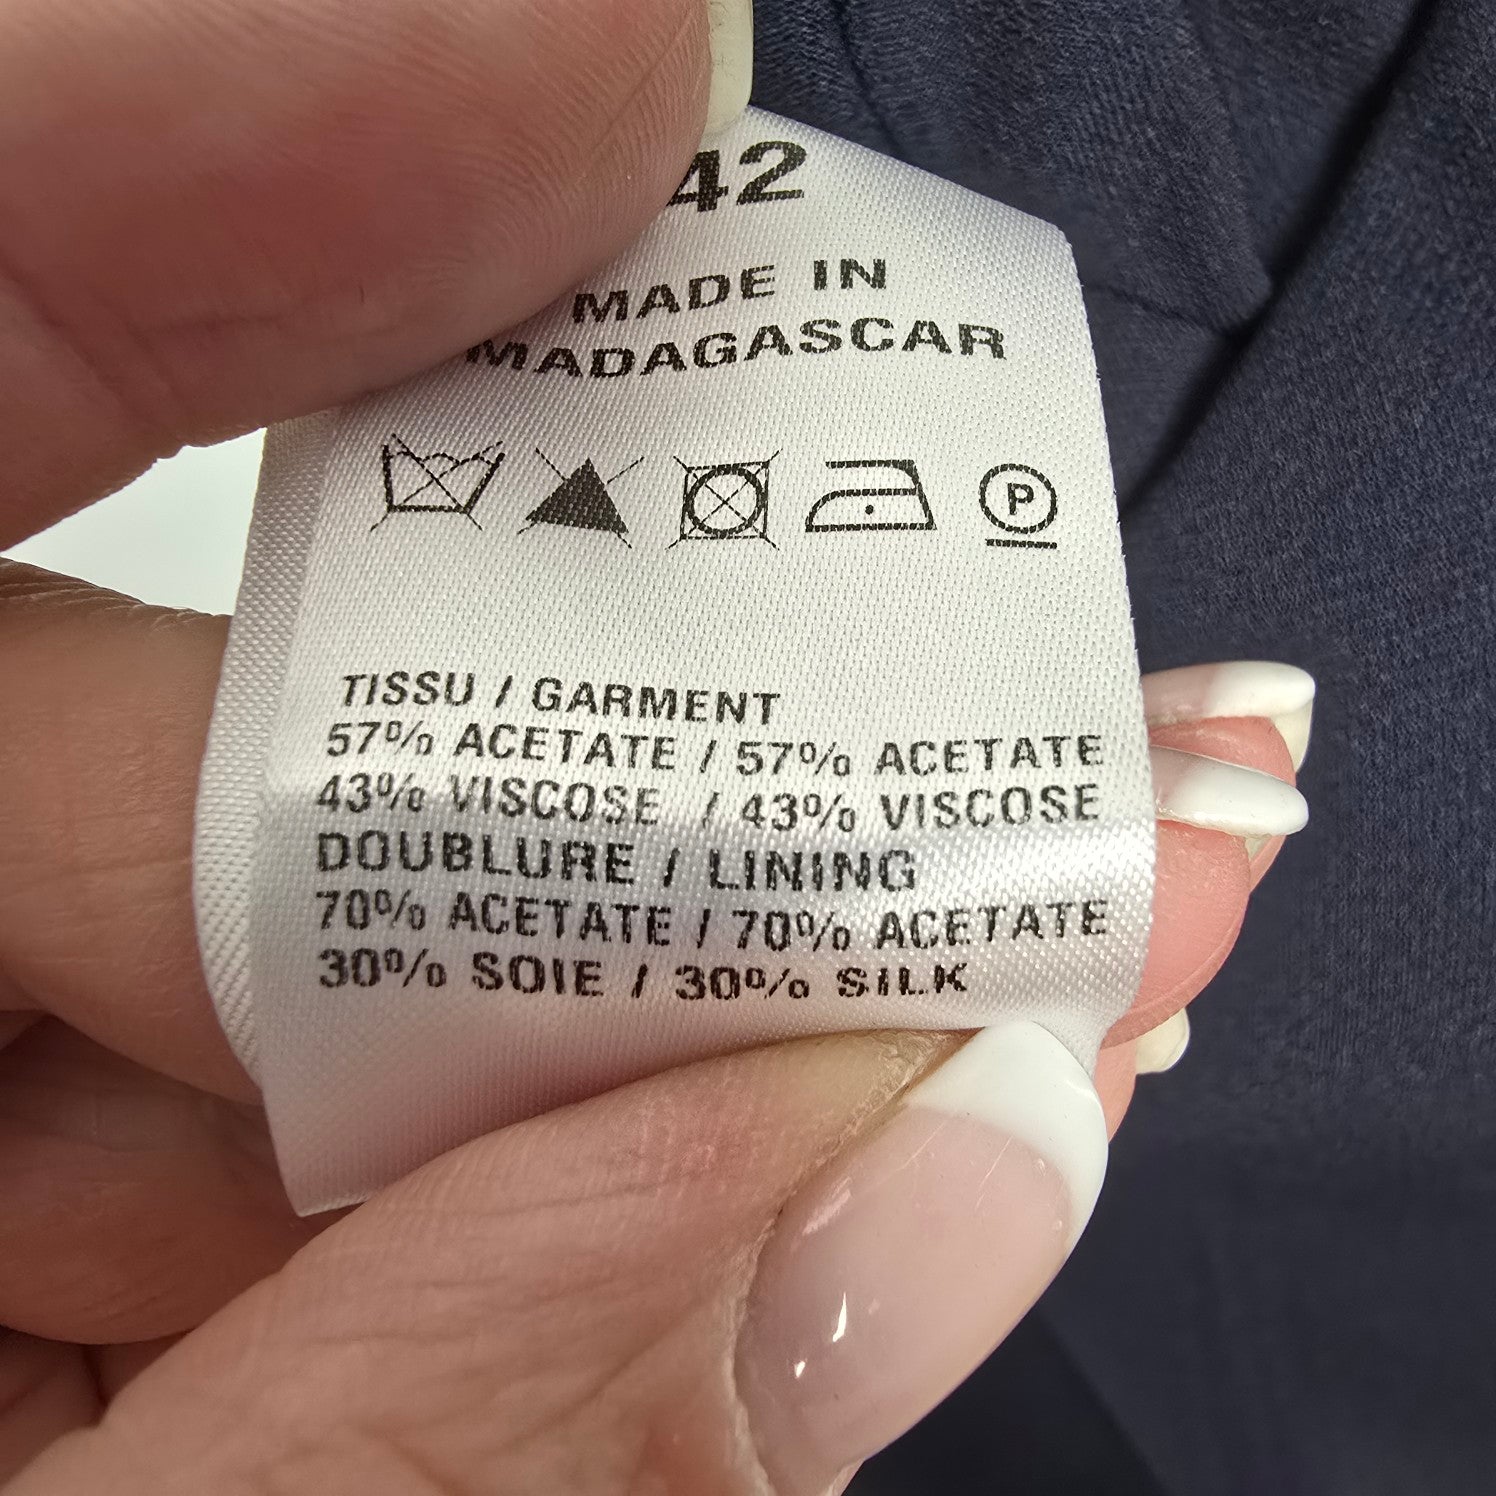 42
MADE IN
MADAGASCAR
P
TISSU / GARMENT
57% ACETATE / 57% ACETATE
43% VISCOSE / 43% VISCOSE
DOUBLURE / LINING
70% ACETATE / 70% ACETATE
30% SOIE / 30% SILK